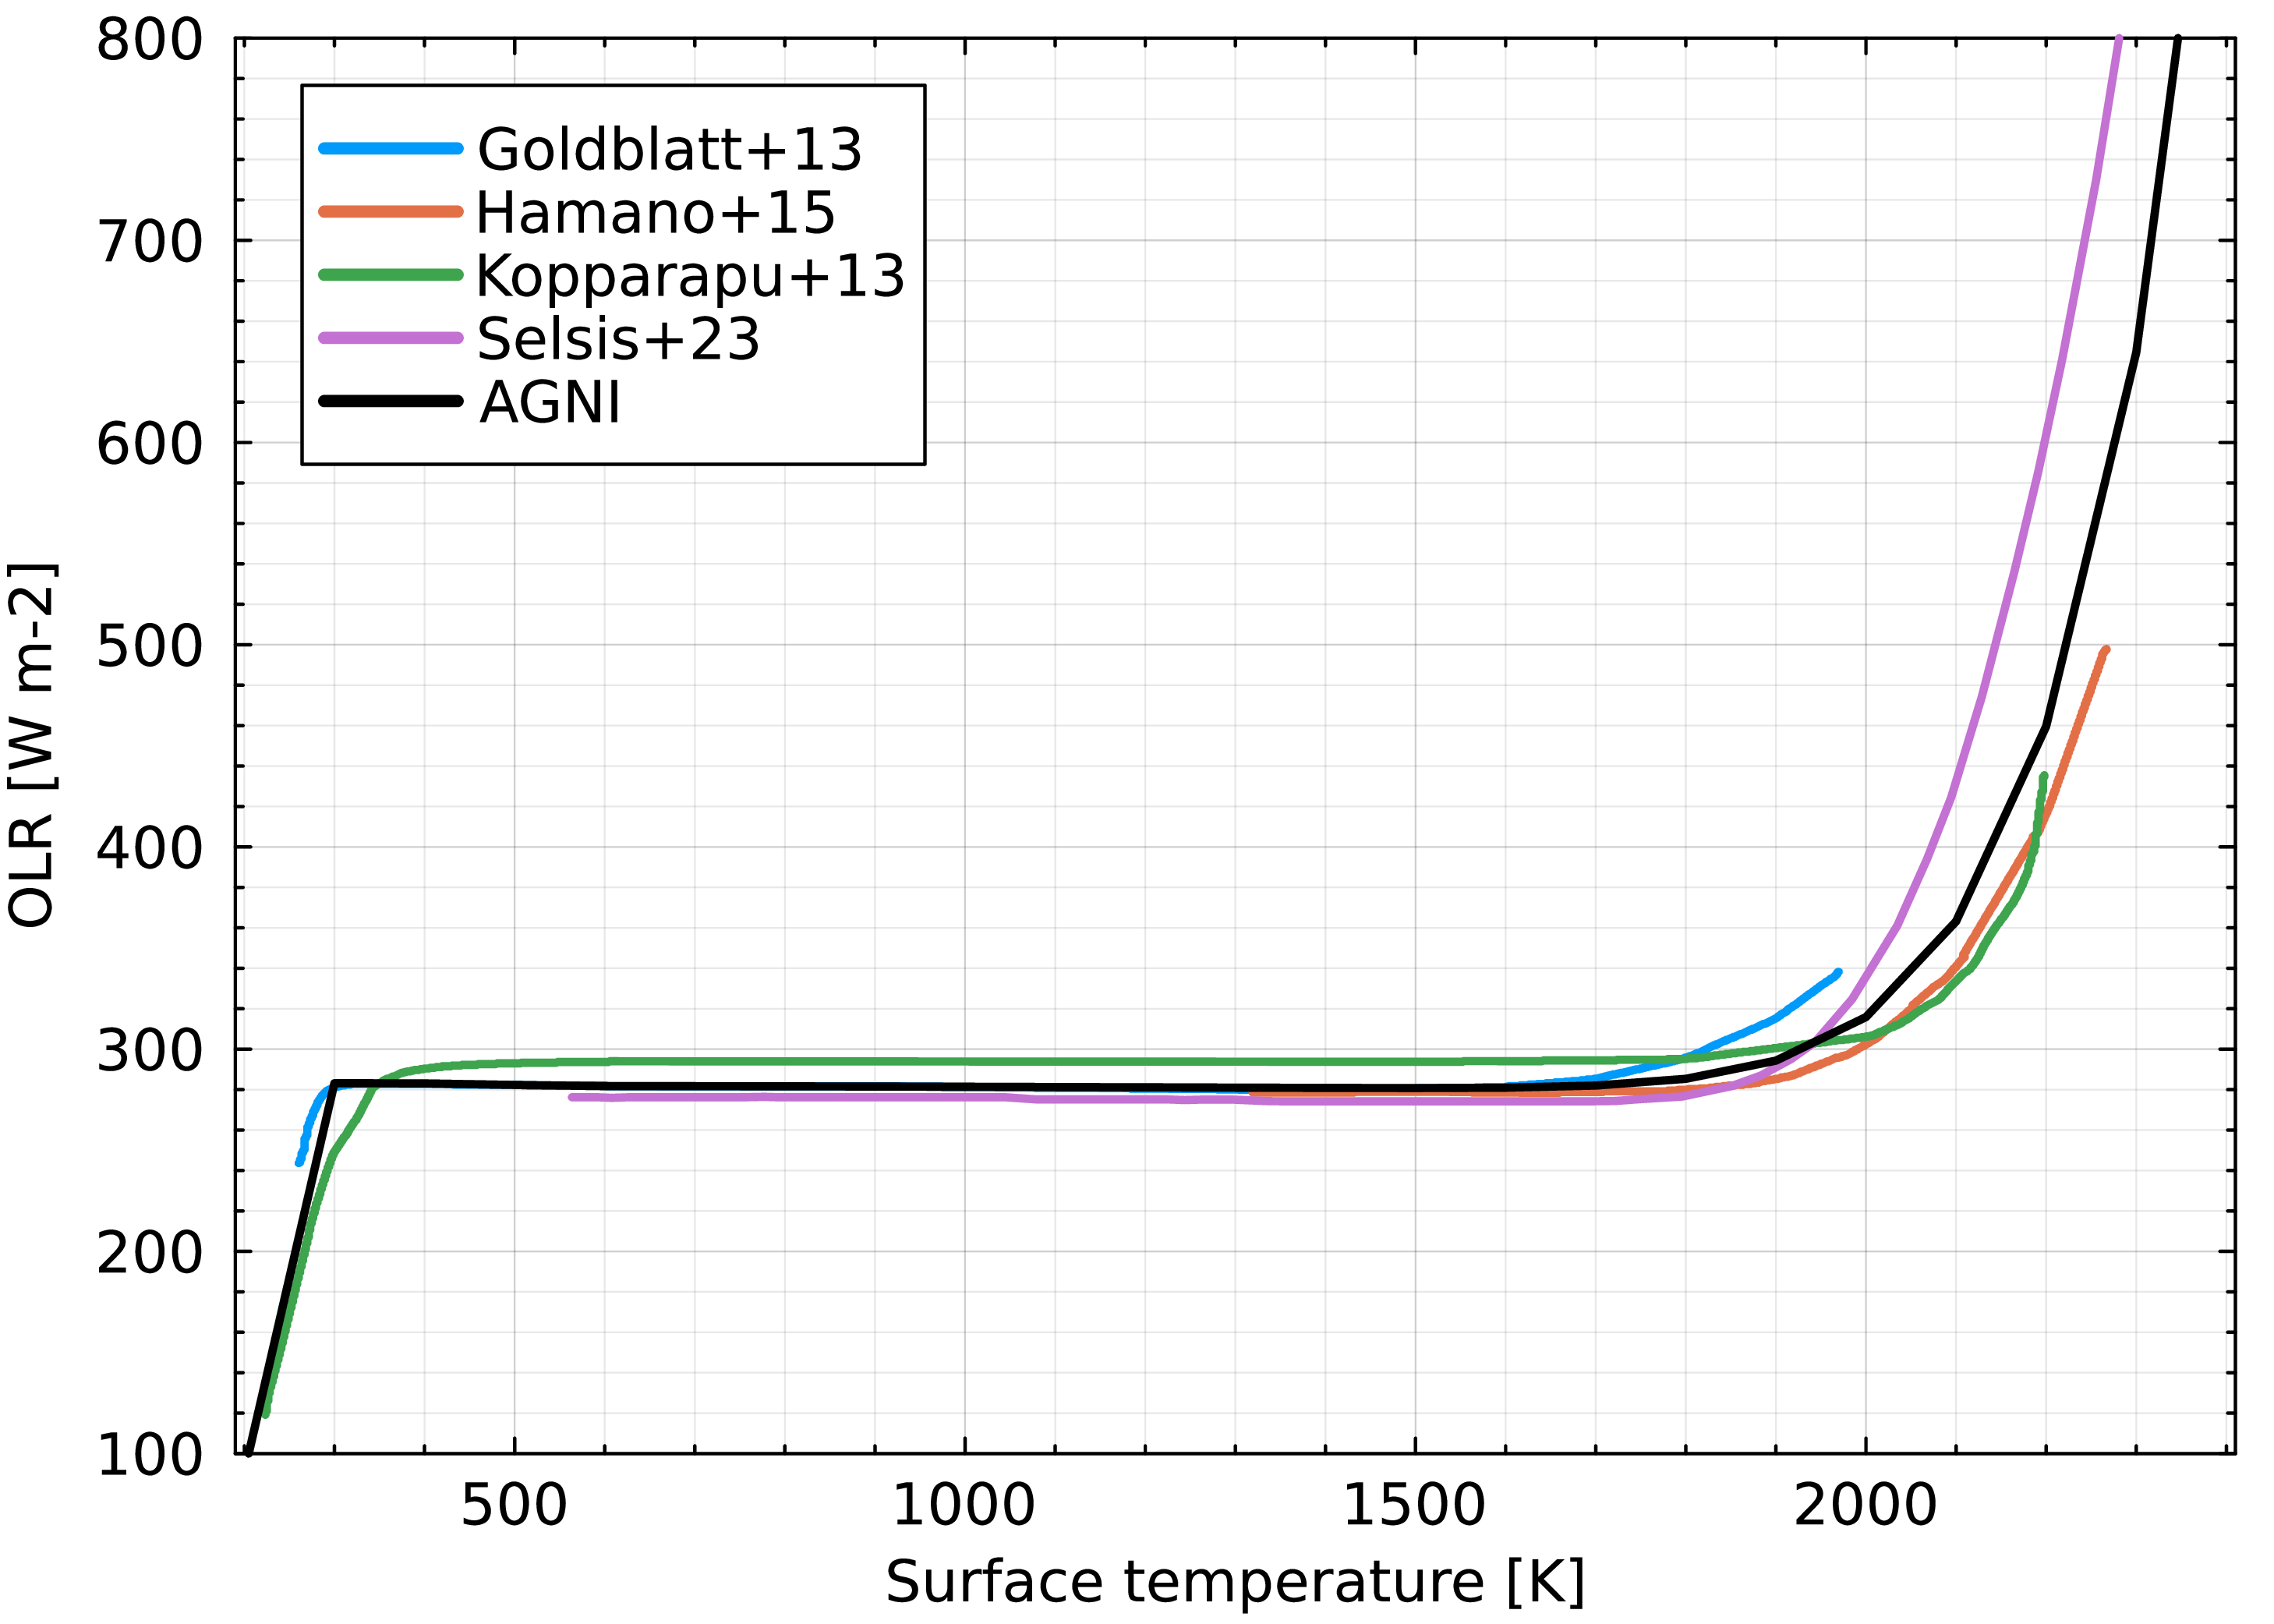 800
700
600
500
400
300
200
100
OLR [W m-2]
Goldblatt+13
Hamano+15
Kopparapu+13
Selsis+23
AGNI
500
1000
1500
2000
Surface temperature [K]